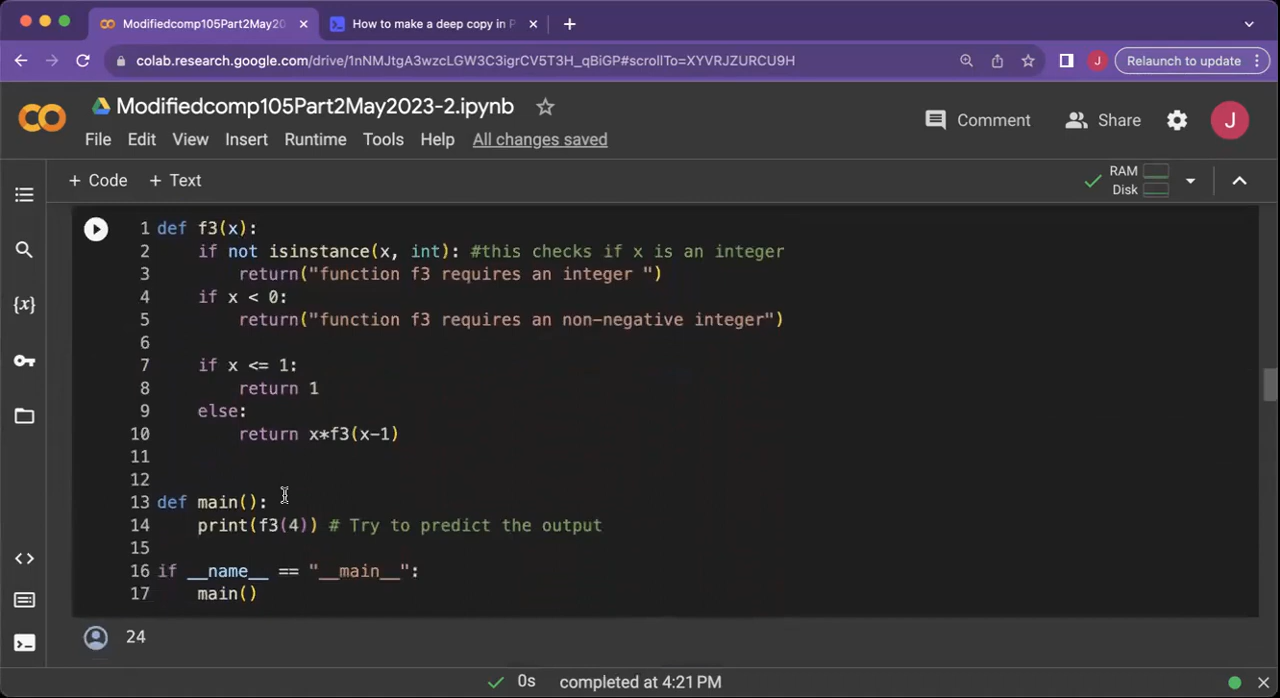 Modifiedcomp105Part2May20
How to make a deep copy in P
colab.research.google.com/drive/1nNMJtgA3wzcLGW3C3igrCV5T3H_qBiGP#scrollTo=XYVRJZURCU9H
J
Relaunch to update
Modifiedcomp105Part2May2023-2.ipynb
Comment
Share
J
File Edit View Insert Runtime Tools Help All changes saved
+ Code + Text
RAM
Disk
1 def f3(x):
2 if not isinstance(x, int): #this checks if x is an integer
3 return("function f3 requires an integer ")
4 if x < 0:
5 return("function f3 requires an non-negative integer")
6
7 if x <= 1:
8 return 1
9 else:
10 return x*f3(x-1)
11
12
13 def main():
14 print(f3(4)) # Try to predict the output
15
16 if __name__ == "__main__":
17 main()
{x}
24
0s completed at 4:21 PM